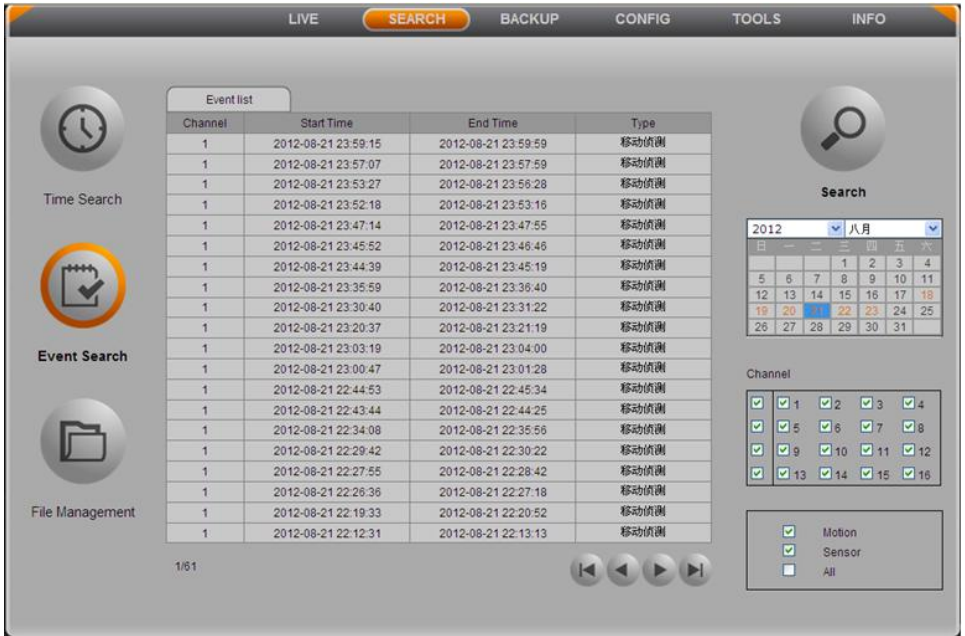 LIVE SEARCH BACKUP CONFIG TOOLS INFO
Time Search
Event Search
File Management
Event list
Channel Start Time End Time Type
1 2012-08-21 23:59:15 2012-08-21 23:59:59 移动侦测
1 2012-08-21 23:57:07 2012-08-21 23:57:59 移动侦测
1 2012-08-21 23:53:27 2012-08-21 23:56:28 移动侦测
1 2012-08-21 23:52:18 2012-08-21 23:53:16 移动侦测
1 2012-08-21 23:47:14 2012-08-21 23:47:55 移动侦测
1 2012-08-21 23:45:52 2012-08-21 23:46:46 移动侦测
1 2012-08-21 23:44:39 2012-08-21 23:45:19 移动侦测
1 2012-08-21 23:35:59 2012-08-21 23:36:40 移动侦测
1 2012-08-21 23:30:40 2012-08-21 23:31:22 移动侦测
1 2012-08-21 23:20:37 2012-08-21 23:21:19 移动侦测
1 2012-08-21 23:03:19 2012-08-21 23:04:00 移动侦测
1 2012-08-21 23:00:47 2012-08-21 23:01:28 移动侦测
1 2012-08-21 22:44:53 2012-08-21 22:45:34 移动侦测
1 2012-08-21 22:43:44 2012-08-21 22:44:25 移动侦测
1 2012-08-21 22:34:08 2012-08-21 22:35:56 移动侦测
1 2012-08-21 22:29:42 2012-08-21 22:30:22 移动侦测
1 2012-08-21 22:27:55 2012-08-21 22:28:42 移动侦测
1 2012-08-21 22:26:36 2012-08-21 22:27:18 移动侦测
1 2012-08-21 22:19:33 2012-08-21 22:20:52 移动侦测
1 2012-08-21 22:12:31 2012-08-21 22:13:13 移动侦测
1/61
Search
2012 八月
日 一 二 三 四 五 六
1 2 3 4
5 6 7 8 9 10 11
12 13 14 15 16 17 18
19 20 21 22 23 24 25
26 27 28 29 30 31
Channel
1 2 3 4
5 6 7 8
9 10 11 12
13 14 15 16
Motion
Sensor
All